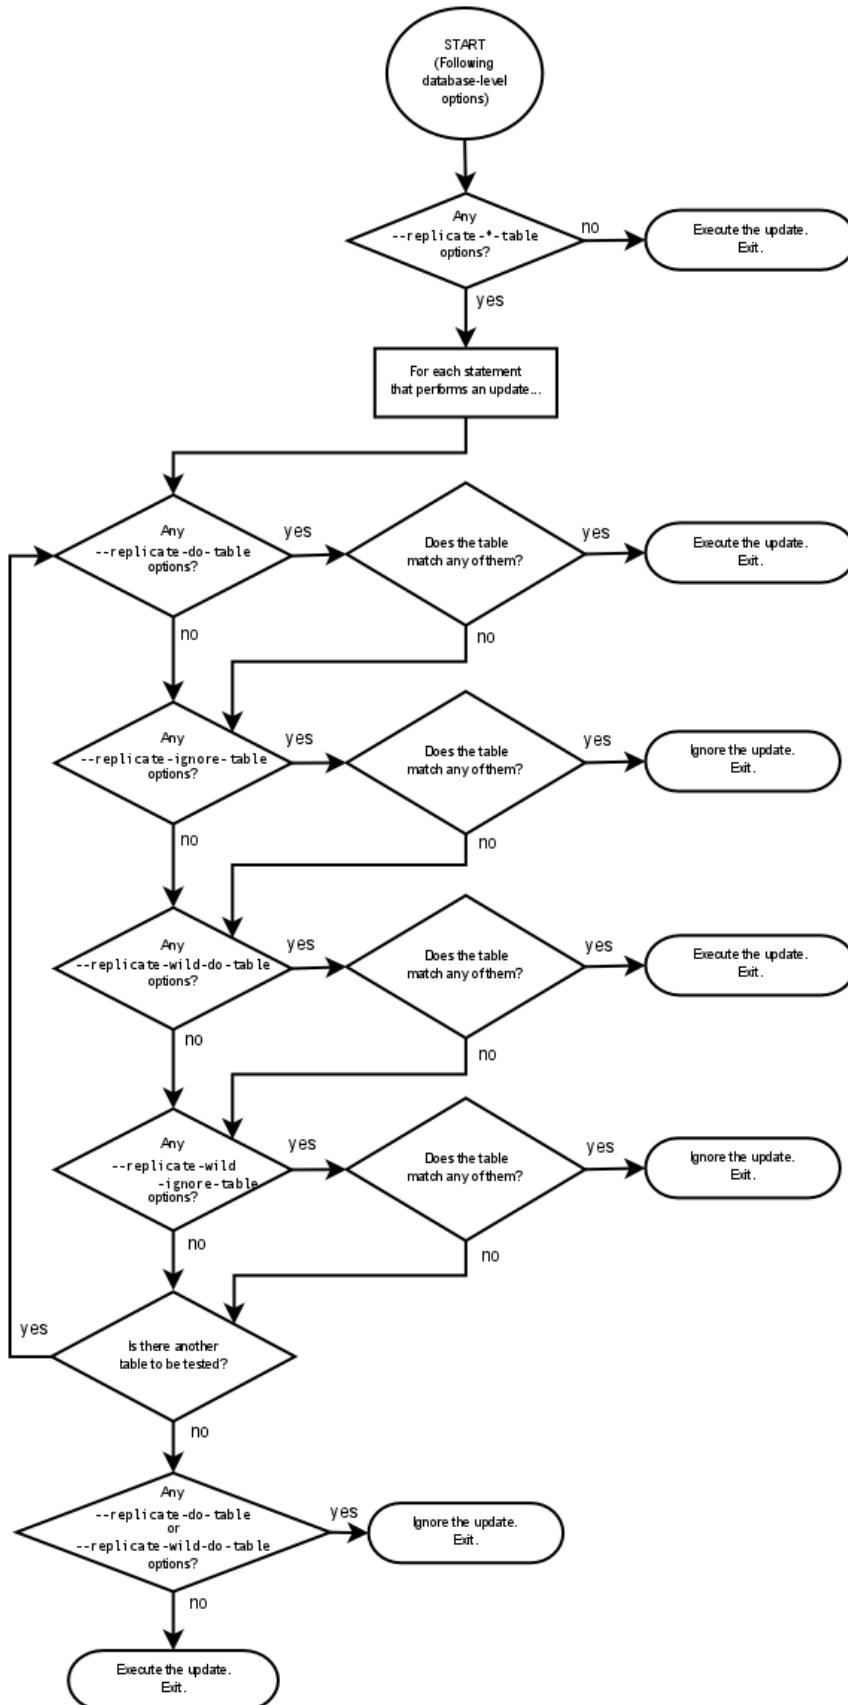 START
(Following
database-level
options)
Any
--replicate-*-table
options?
no
Execute the update.
Exit.
yes
For each statement
that performs an update...
Any
--replicate-do-table
options?
yes
Does the table
match any of them?
yes
Execute the update.
Exit.
no
no
Any
--replicate-ignore-table
options?
yes
Does the table
match any of them?
yes
Ignore the update.
Exit.
no
no
Any
--replicate-wild-do-table
options?
yes
Does the table
match any of them?
yes
Execute the update.
Exit.
no
no
Any
--replicate-wild
-ignore-table
options?
yes
Does the table
match any of them?
yes
Ignore the update.
Exit.
no
no
yes
Is there another
table to be tested?
no
Any
--replicate-do-table
or
--replicate-wild-do-table
options?
yes
Ignore the update.
Exit.
no
Execute the update.
Exit.